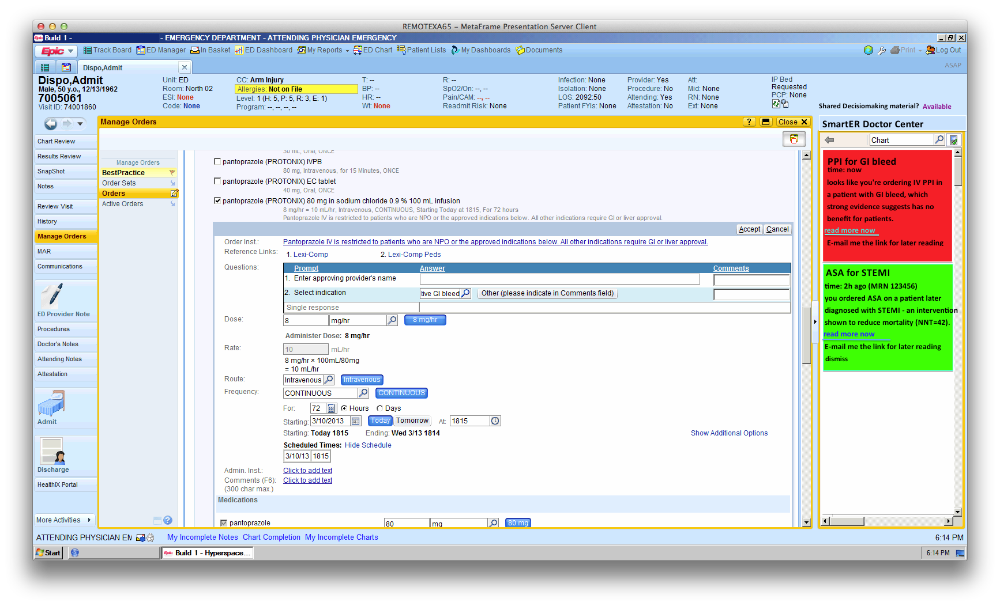 REMOTEXA65 – MetaFrame Presentation Server Client
Epic Build 1 -
- EMERGENCY DEPARTMENT - ATTENDING PHYSICIAN EMERGENCY
Epic Track Board ED Manager In Basket ED Dashboard My Reports ED Chart Patient Lists My Dashboards Documents Print Log Out
Dispo,Admit
ASAP
Dispo,Admit
Male, 50 y.o., 12/13/1962
7005061
Visit ID: 74001860
Unit: ED
Room: North 02
ESI: None
Code: None
CC: Arm Injury
Allergies: Not on File
Level: 1 (H: 5, P: 5, R: 3, E: 1)
Program: --, --, --, --
T: --
BP: --
HR: --
Wt: None
R: --
SpO2/On: --, --
Pain/CAM: --, --
Readmit Risk: None
Infection: None
Isolation: None
LOS: 2092:50
Patient FYIs: None
Provider: Yes
Procedure: No
Attending: Yes
Attestation: No
Att:
Mid: None
RN: None
Ext: None
IP Bed
Requested
PCP: None
Shared Decisiomaking material? Available
Chart Review
Results Review
SnapShot
Notes
Review Visit
History
Manage Orders
MAR
Communications
ED Provider Note
Procedures
Doctor's Notes
Attending Notes
Attestation
Admit
Discharge
HealthIX Portal
More Activities
Manage Orders
? Close X
Manage Orders
BestPractice
Order Sets
Orders
Active Orders
30 mL, Oral, ONCE
pantoprazole (PROTONIX) IVPB
80 mg, Intravenous, for 15 Minutes, ONCE
pantoprazole (PROTONIX) EC tablet
40 mg, Oral, ONCE
pantoprazole (PROTONIX) 80 mg in sodium chloride 0.9 % 100 mL infusion
8 mg/hr = 10 mL/hr, Intravenous, CONTINUOUS, Starting Today at 1815, For 72 hours
Pantoprazole IV is restricted to patients who are NPO or the approved indications below. All other indications require GI or liver approval.
Accept Cancel
Order Inst.: Pantoprazole IV is restricted to patients who are NPO or the approved indications below. All other indications require GI or liver approval.
Reference Links: 1. Lexi-Comp 2. Lexi-Comp Peds
Questions: Prompt Answer Comments
1. Enter approving provider's name
2. Select indication tive GI bleed Other (please indicate in Comments field)
Single response
Dose: 8 mg/hr 8 mg/hr
Administer Dose: 8 mg/hr
Rate: 10 mL/hr
8 mg/hr × 100mL/80mg
= 10 mL/hr
Route: Intravenous Intravenous
Frequency: CONTINUOUS CONTINUOUS
For: 72 Hours Days
Starting: 3/10/2013 Today Tomorrow At: 1815
Starting: Today 1815 Ending: Wed 3/13 1814 Show Additional Options
Scheduled Times: Hide Schedule
3/10/13 1815
Admin. Inst.: Click to add text
Comments (F6): Click to add text
(300 char max.)
Medications
pantoprazole 80 mg 80 mg
SmartER Doctor Center
Chart
PPI for GI bleed
time: now
looks like you're ordering IV PPI in
a patient with GI bleed, which
strong evidence suggests has no
benefit for patients.
read more now
E-mail me the link for later reading
ASA for STEMI
time: 2h ago (MRN 123456)
you ordered ASA on a patient later
diagnosed with STEMI - an intervention
shown to reduce mortality (NNT=42).
read more now
E-mail me the link for later reading
dismiss
ATTENDING PHYSICIAN EM My Incomplete Notes Chart Completion My Incomplete Charts 6:14 PM
Start Epic Build 1 - Hyperspace... 6:14 PM